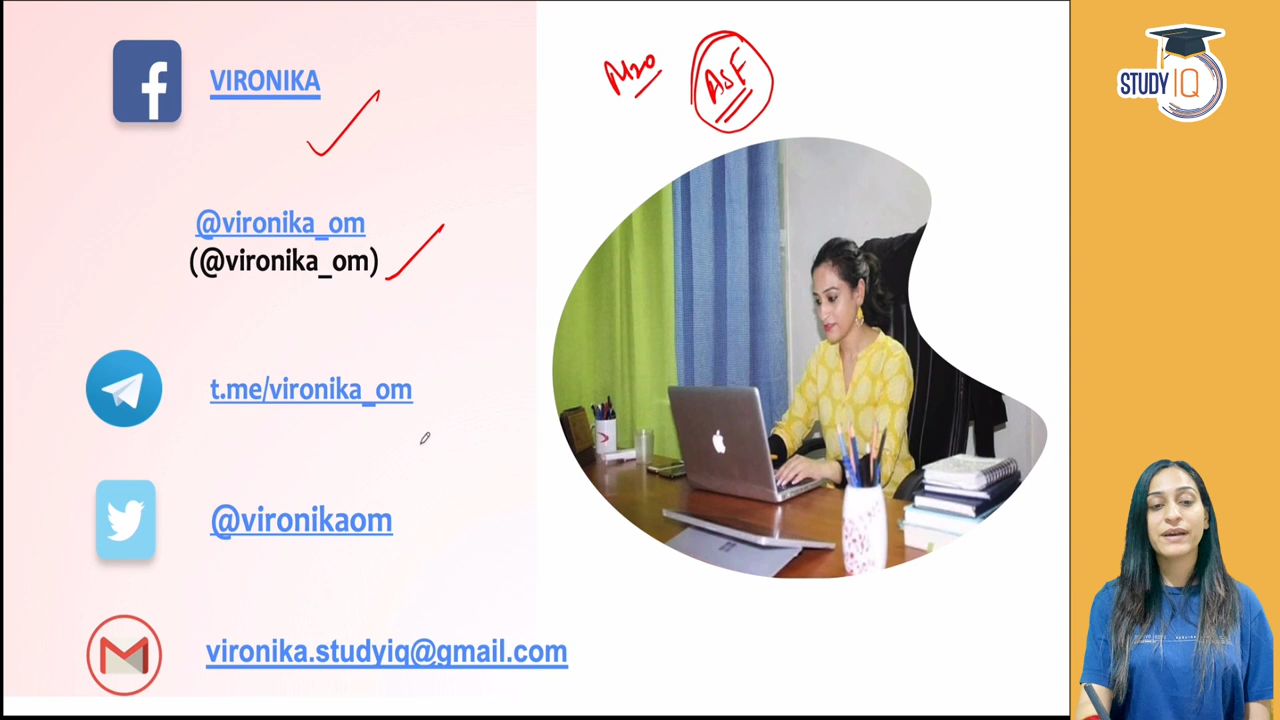 VIRONIKA
@vironika_om
(@vironika_om)
t.me/vironika_om
@vironikaom
vironika.studyiq@gmail.com
ASF
STUDY IQ